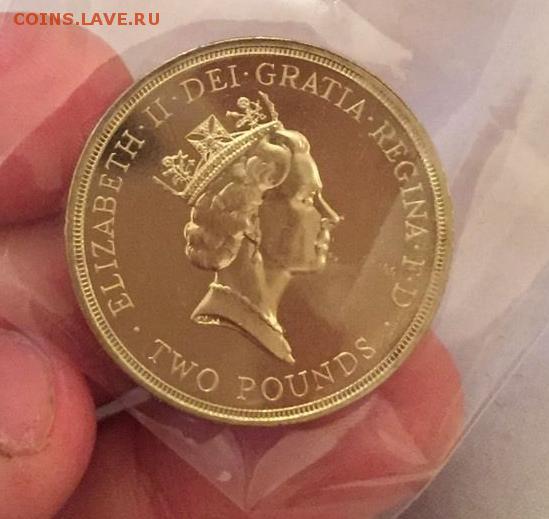 COINS.LAVE.RU
ELIZABETH · II · DEI · GRATIA · REGINA · F · D ·
TWO POUNDS